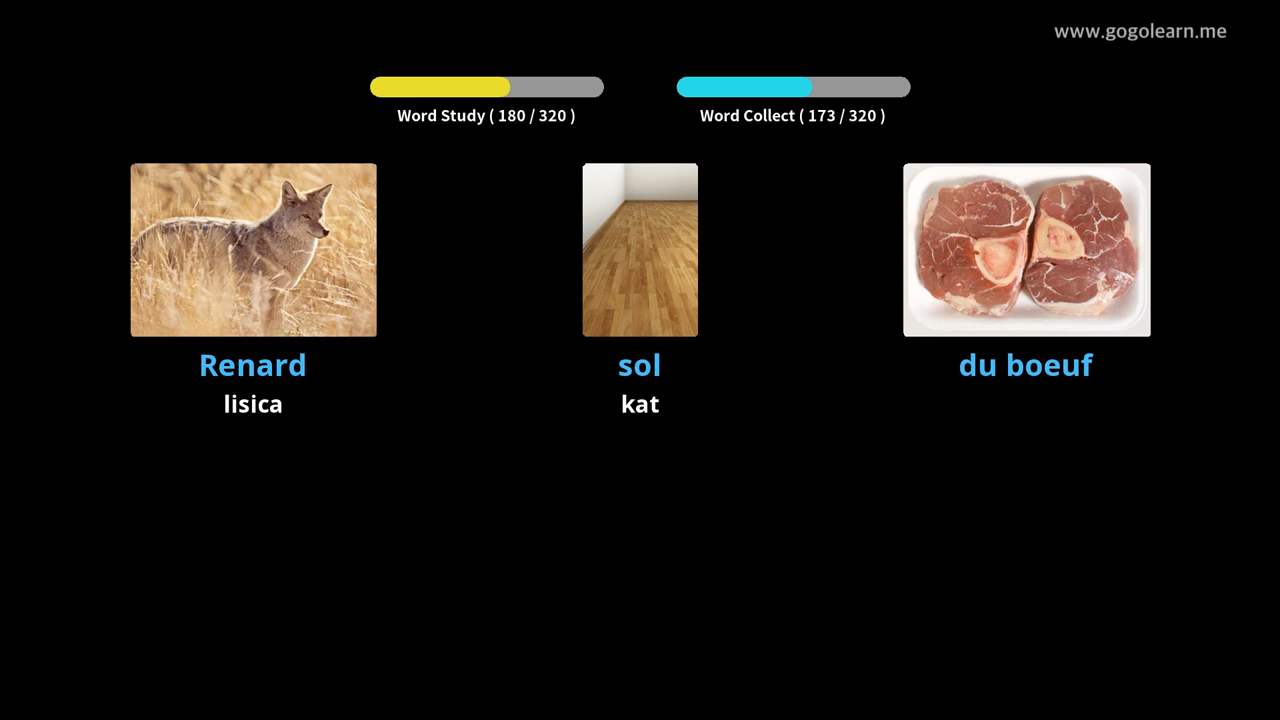 www.gogolearn.me
Word Study ( 180 / 320 )
Word Collect ( 173 / 320 )
Renard
sol
du boeuf
lisica
kat